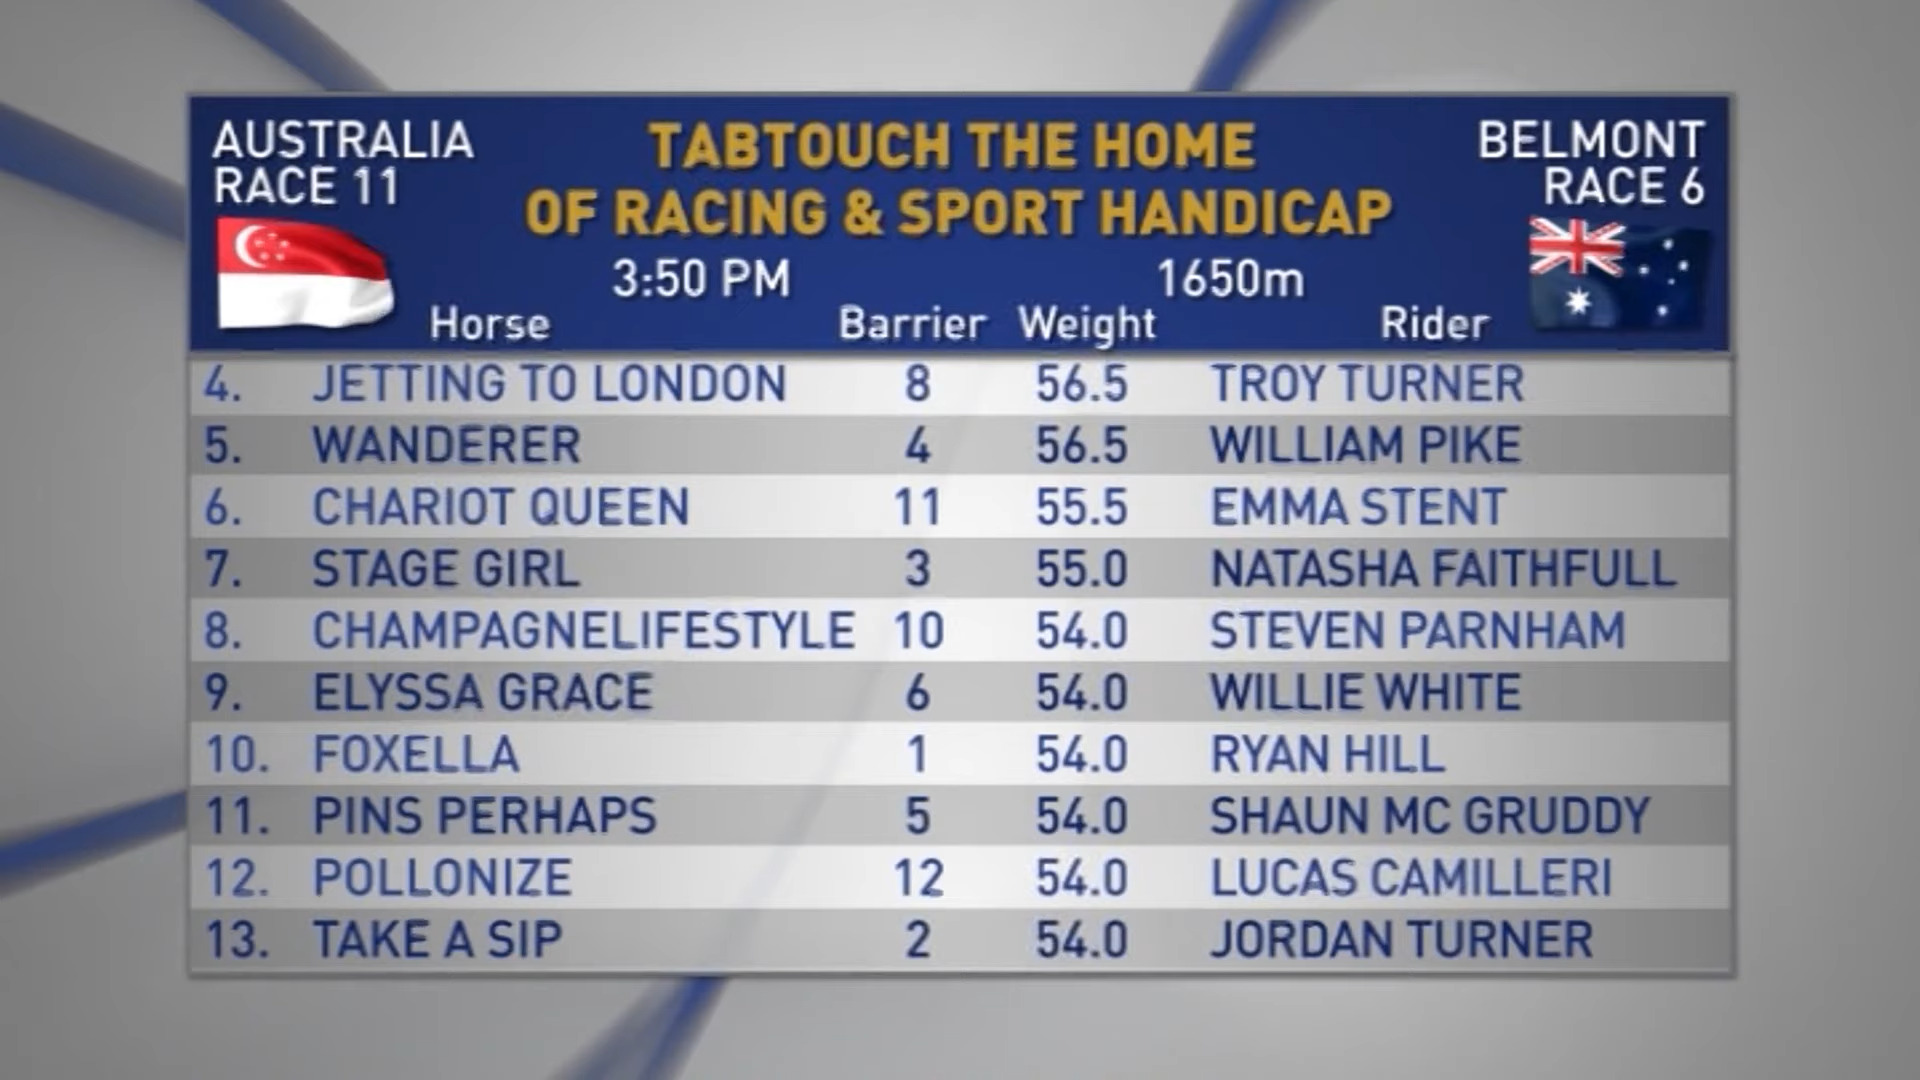 AUSTRALIA
RACE 11
TABTOUCH THE HOME
OF RACING & SPORT HANDICAP
BELMONT
RACE 6
3:50 PM 1650m
Horse Barrier Weight Rider
4. JETTING TO LONDON 8 56.5 TROY TURNER
5. WANDERER 4 56.5 WILLIAM PIKE
6. CHARIOT QUEEN 11 55.5 EMMA STENT
7. STAGE GIRL 3 55.0 NATASHA FAITHFULL
8. CHAMPAGNELIFESTYLE 10 54.0 STEVEN PARNHAM
9. ELYSSA GRACE 6 54.0 WILLIE WHITE
10. FOXELLA 1 54.0 RYAN HILL
11. PINS PERHAPS 5 54.0 SHAUN MC GRUDDY
12. POLLONIZE 12 54.0 LUCAS CAMILLERI
13. TAKE A SIP 2 54.0 JORDAN TURNER